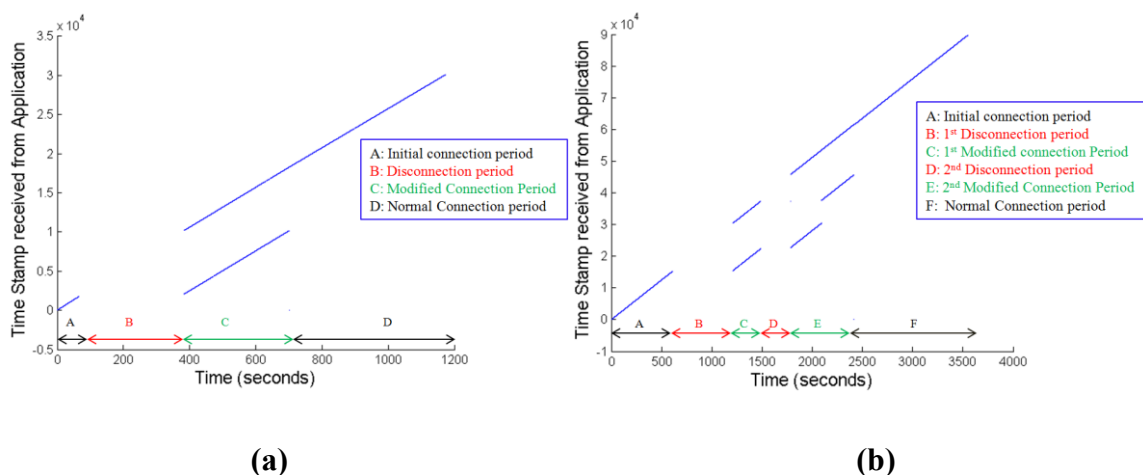 x 10⁴
3.5
3
2.5
2
1.5
1
0.5
0
-0.5
Time Stamp received from Application
0
200
400
600
800
1000
1200
Time (seconds)
A: Initial connection period
B: Disconnection period
C: Modified Connection Period
D: Normal Connection period
A
B
C
D
(a)
x 10⁴
9
8
7
6
5
4
3
2
1
0
-1
Time Stamp received from Application
0
500
1000
1500
2000
2500
3000
3500
4000
Time (seconds)
A: Initial connection period
B: 1st Disconnection period
C: 1st Modified connection Period
D: 2nd Disconnection period
E: 2nd Modified Connection Period
F: Normal Connection period
A
B
C
D
E
F
(b)